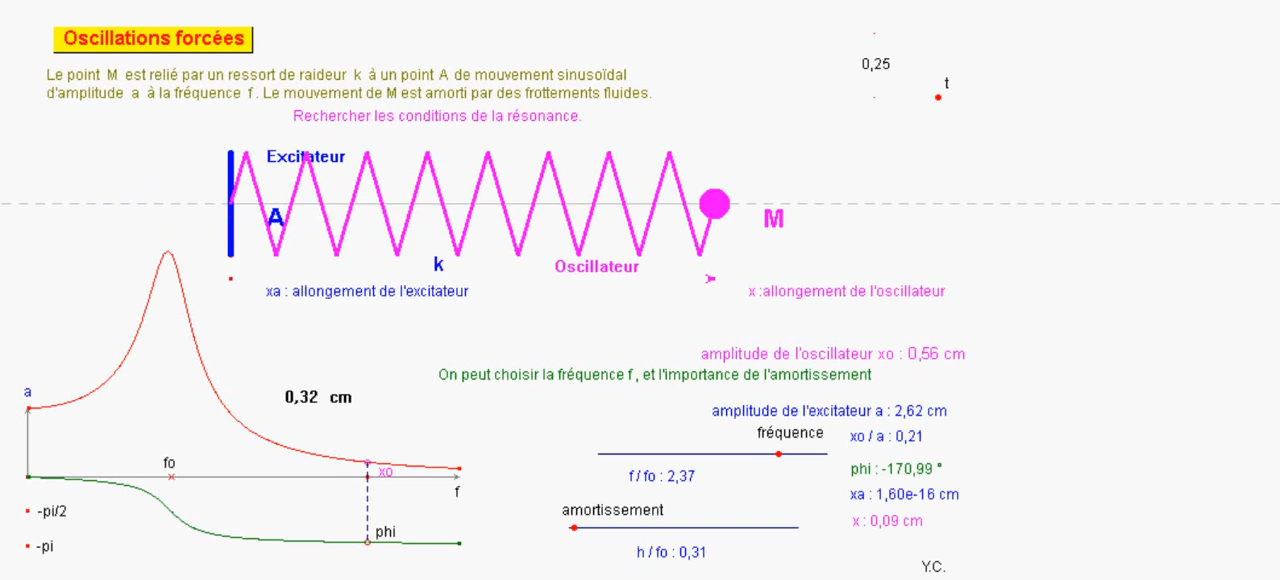 Oscillations forcées
0,25
t
Le point M est relié par un ressort de raideur k à un point A de mouvement sinusoïdal
d'amplitude a à la fréquence f. Le mouvement de M est amorti par des frottements fluides.
Rechercher les conditions de la résonance.
Excitateur
A
M
k
Oscillateur
xa : allongement de l'excitateur
x :allongement de l'oscillateur
amplitude de l'oscillateur xo : 0,56 cm
On peut choisir la fréquence f , et l'importance de l'amortissement
a
0,32 cm
amplitude de l'excitateur a : 2,62 cm
fréquence
xo / a : 0,21
fo
xo
f / fo : 2,37
phi : -170,99 °
f
xa : 1,60e-16 cm
-pi/2
amortissement
x : 0,09 cm
phi
-pi
h / fo : 0,31
Y.C.